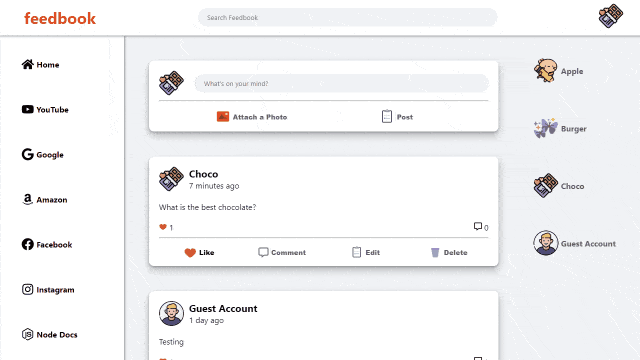 feedbook
Search Feedbook
Home
YouTube
Google
Amazon
Facebook
Instagram
Node Docs
What's on your mind?
Attach a Photo
Post
Choco
7 minutes ago
What is the best chocolate?
1
0
Like
Comment
Edit
Delete
Guest Account
1 day ago
Testing
Apple
Burger
Choco
Guest Account